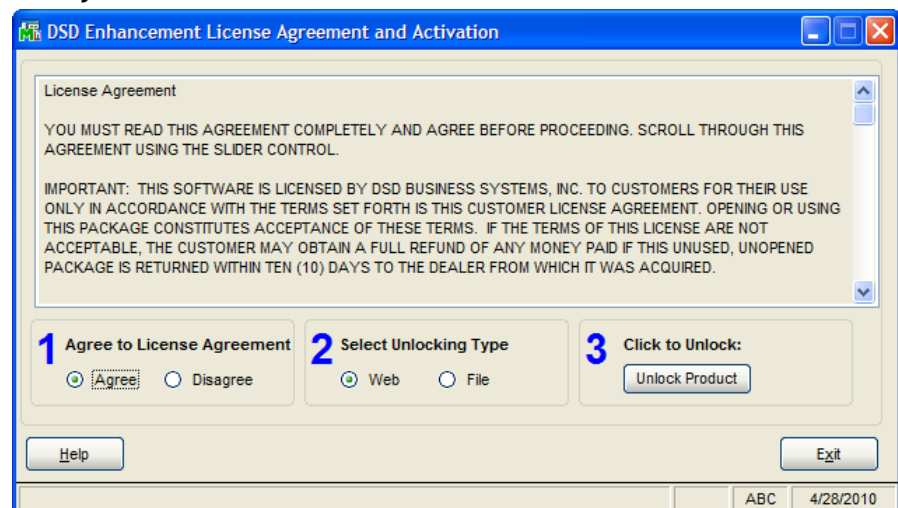 DSD Enhancement License Agreement and Activation
License Agreement
YOU MUST READ THIS AGREEMENT COMPLETELY AND AGREE BEFORE PROCEEDING. SCROLL THROUGH THIS
AGREEMENT USING THE SLIDER CONTROL.
IMPORTANT: THIS SOFTWARE IS LICENSED BY DSD BUSINESS SYSTEMS, INC. TO CUSTOMERS FOR THEIR USE
ONLY IN ACCORDANCE WITH THE TERMS SET FORTH IS THIS CUSTOMER LICENSE AGREEMENT. OPENING OR USING
THIS PACKAGE CONSTITUTES ACCEPTANCE OF THESE TERMS. IF THE TERMS OF THIS LICENSE ARE NOT
ACCEPTABLE, THE CUSTOMER MAY OBTAIN A FULL REFUND OF ANY MONEY PAID IF THIS UNUSED, UNOPENED
PACKAGE IS RETURNED WITHIN TEN (10) DAYS TO THE DEALER FROM WHICH IT WAS ACQUIRED.
1 Agree to License Agreement 2 Select Unlocking Type 3 Click to Unlock:
Agree Disagree Web File Unlock Product
Help Exit
ABC 4/28/2010